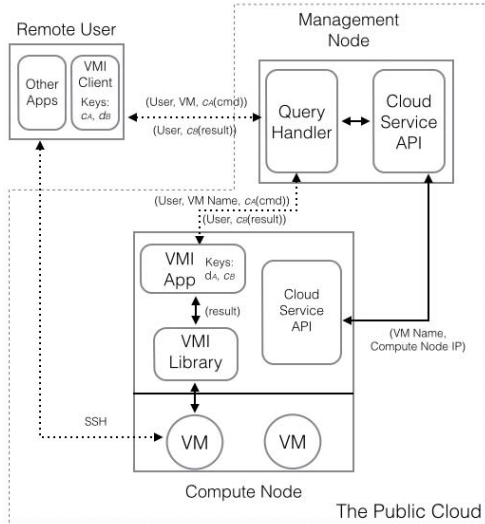 Remote User
Management
Node
Other
Apps
VMI
Client
Keys:
cA, dB
(User, VM, cA(cmd))
(User, cB(result))
Query
Handler
Cloud
Service
API
(User, VM Name, cA(cmd))
(User, cB(result))
VMI
App
Keys:
dA, cB
(result)
VMI
Library
Cloud
Service
API
(VM Name,
Compute Node IP)
SSH
VM
VM
Compute Node
The Public Cloud